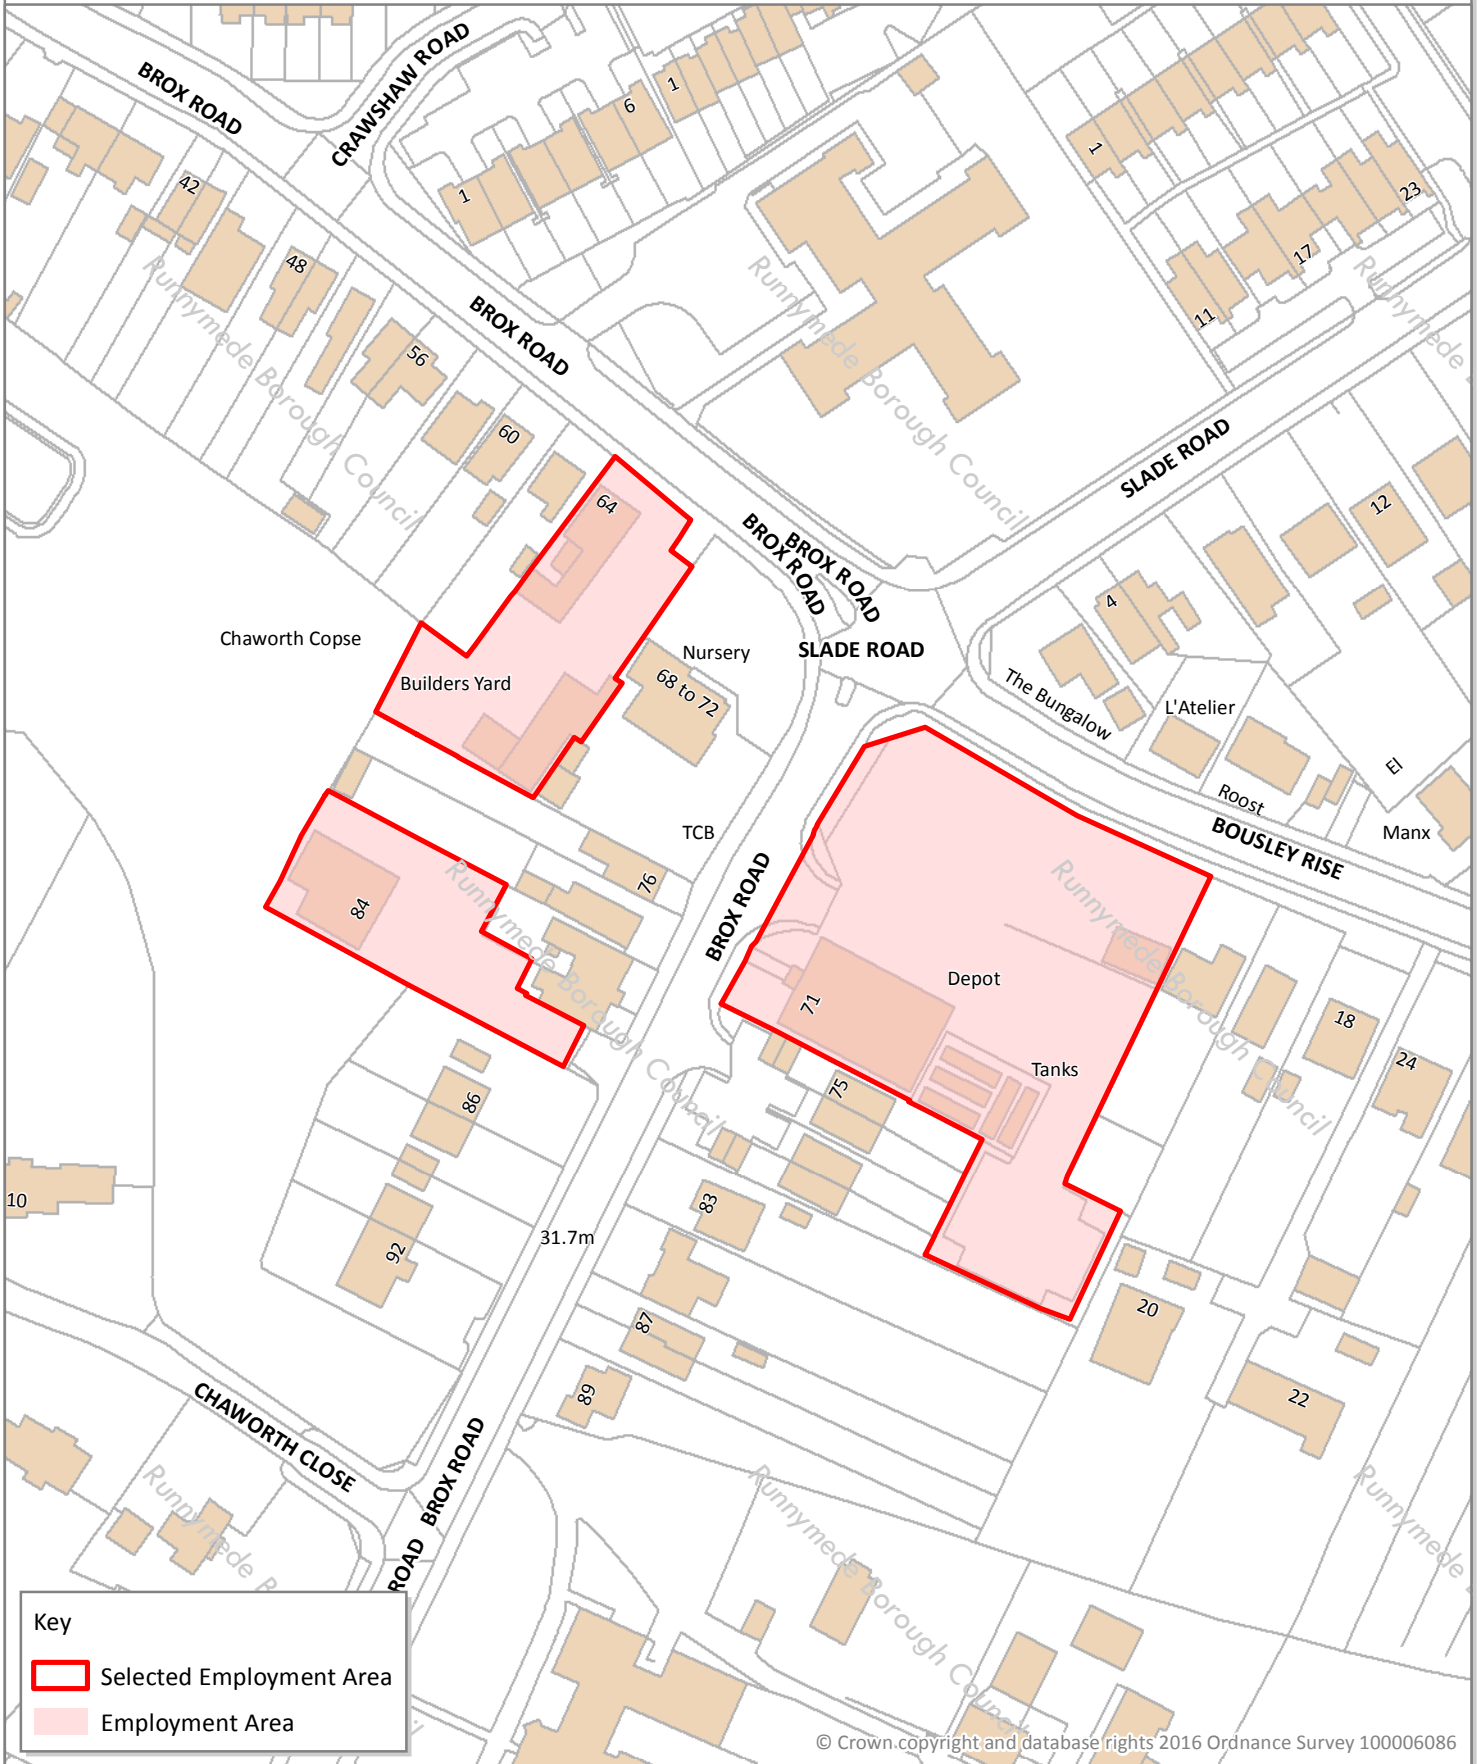 BROX ROAD
CRAWSHAW ROAD
42
48
56
60
1
6
1
1
23
17
11
Runnymede Borough Council
Runnymede Borough Council
Runnymede
BROX ROAD
SLADE ROAD
64
BROX ROAD
BROX ROAD
SLADE ROAD
12
4
Chaworth Copse
Builders Yard
Nursery
68 to 72
The Bungalow
L'Atelier
El
Roost
Manx
BOUSLEY RISE
TCB
76
BROX ROAD
84
Runnymede Borough Council
Runnymede Borough Council
Depot
71
Tanks
18
24
75
86
10
83
31.7m
92
20
87
22
89
CHAWORTH CLOSE
BROX ROAD
ROAD
Runnymede B
Runnymede Borough Council
Runnymede
Key
Selected Employment Area
Employment Area
© Crown copyright and database rights 2016 Ordnance Survey 100006086